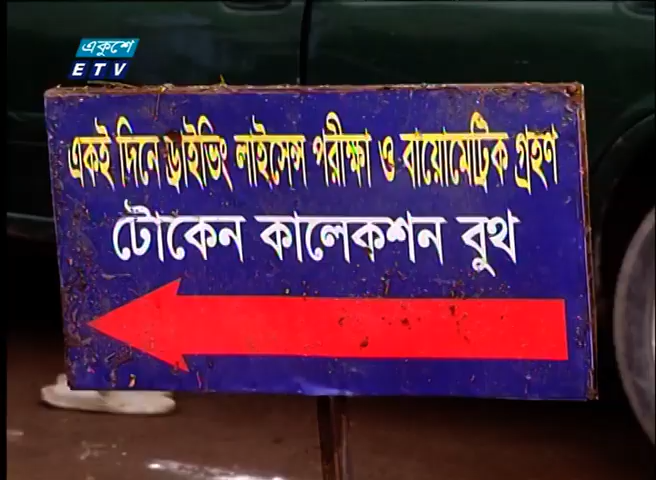 একুশে
ETV
একই দিনে ড্রাইভিং লাইসেন্স পরীক্ষা ও বায়োমেট্রিক গ্রহণ
টোকেন কালেকশন বুথ